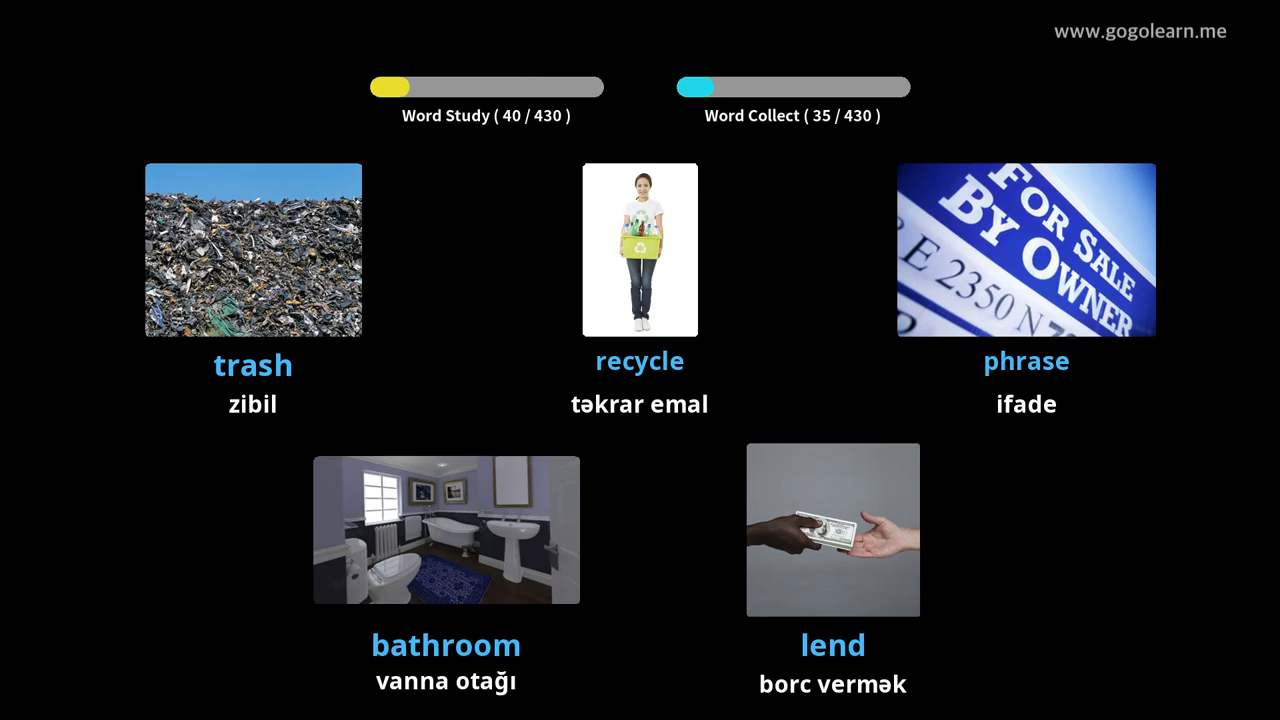 www.gogolearn.me
Word Study ( 40 / 430 )
Word Collect ( 35 / 430 )
FOR SALE
BY OWNER
E 2350 N
trash
recycle
phrase
zibil
təkrar emal
ifade
bathroom
lend
vanna otağı
borc vermək